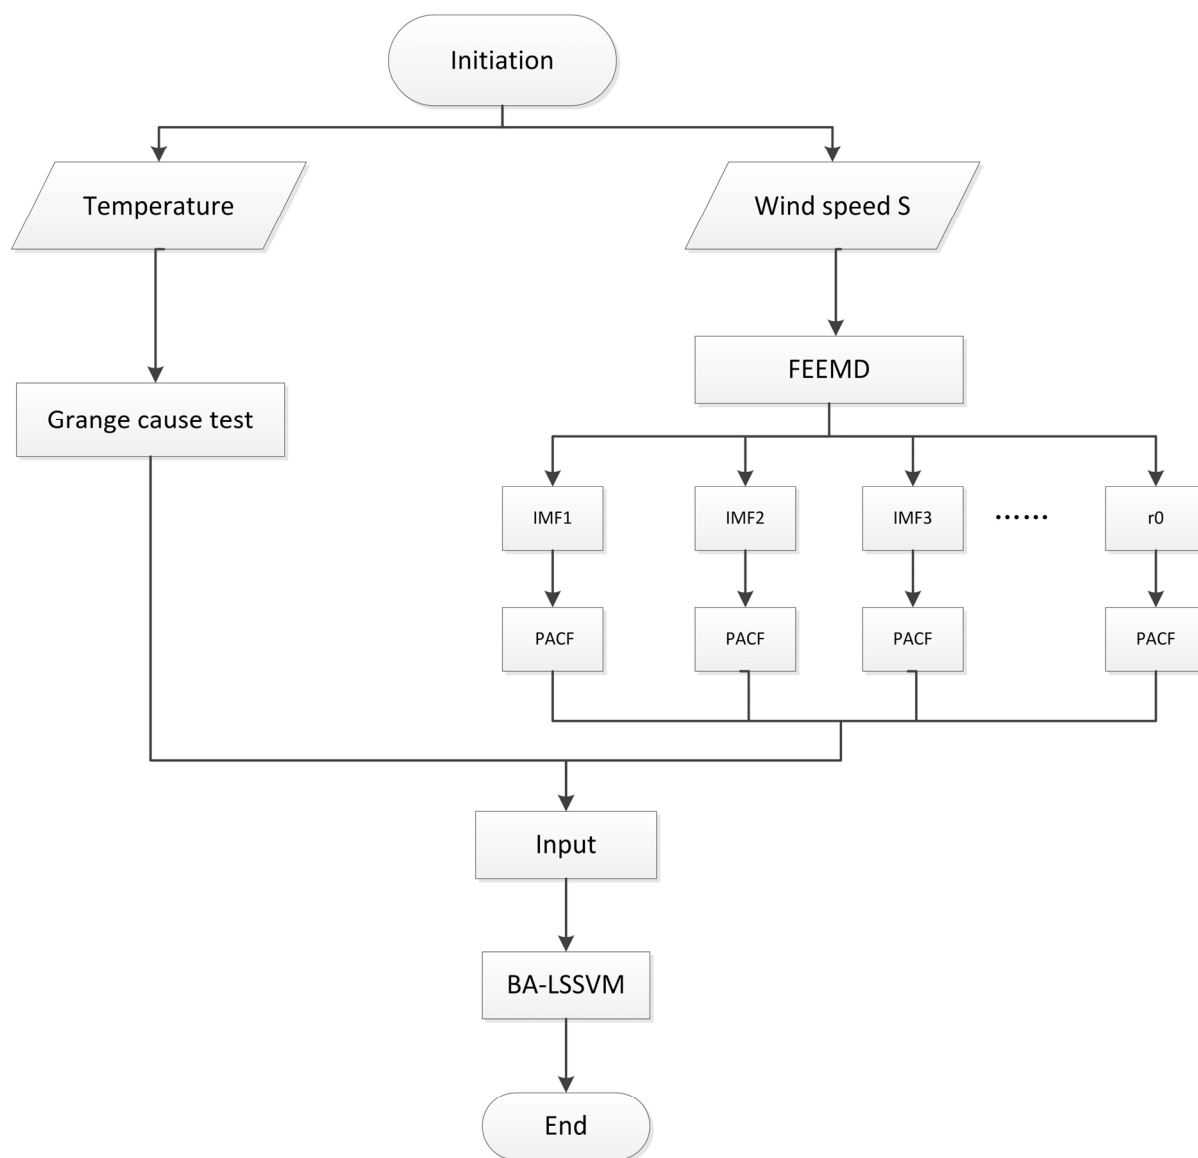 Initiation
Temperature
Wind speed S
FEEMD
Grange cause test
IMF1
IMF2
IMF3
......
r0
PACF
PACF
PACF
PACF
Input
BA-LSSVM
End